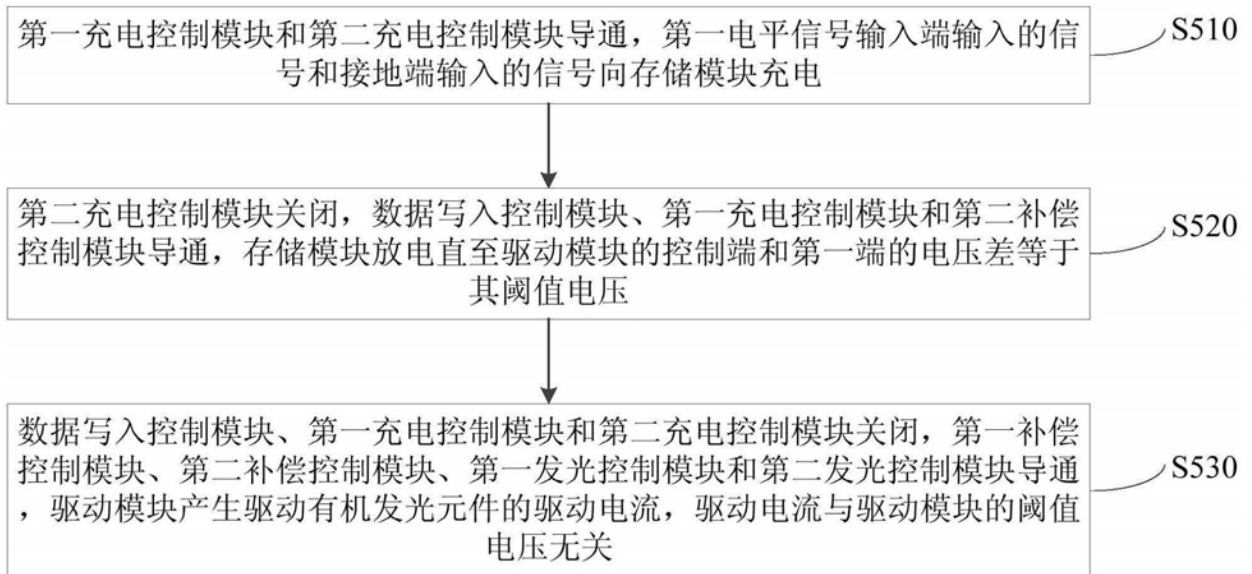 第一充电控制模块和第二充电控制模块导通，第一电平信号输入端输入的信
号和接地端输入的信号向存储模块充电
S510
第二充电控制模块关闭，数据写入控制模块、第一充电控制模块和第二补偿
控制模块导通，存储模块放电直至驱动模块的控制端和第一端的电压差等于
其阈值电压
S520
数据写入控制模块、第一充电控制模块和第二充电控制模块关闭，第一补偿
控制模块、第二补偿控制模块、第一发光控制模块和第二发光控制模块导通
，驱动模块产生驱动有机发光元件的驱动电流，驱动电流与驱动模块的阈值
电压无关
S530